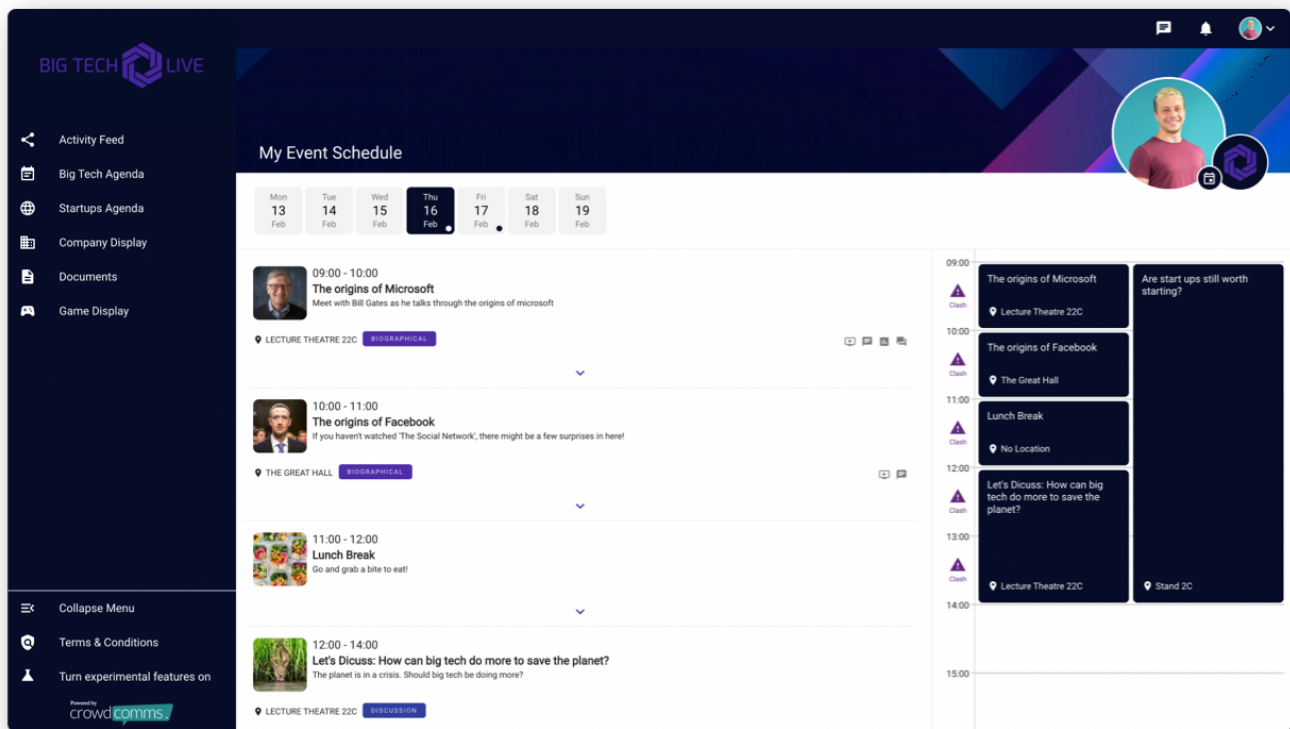 BIG TECH LIVE
Activity Feed
Big Tech Agenda
Startups Agenda
Company Display
Documents
Game Display
Collapse Menu
Terms & Conditions
Turn experimental features on
Powered by
crowdcomms.
My Event Schedule
Mon
13
Feb
Tue
14
Feb
Wed
15
Feb
Thu
16
Feb
Fri
17
Feb
Sat
18
Feb
Sun
19
Feb
09:00 - 10:00
The origins of Microsoft
Meet with Bill Gates as he talks through the origins of microsoft
LECTURE THEATRE 22C BIOGRAPHICAL
10:00 - 11:00
The origins of Facebook
If you haven't watched 'The Social Network', there might be a few surprises in here!
THE GREAT HALL BIOGRAPHICAL
11:00 - 12:00
Lunch Break
Go and grab a bite to eat!
12:00 - 14:00
Let's Dicuss: How can big tech do more to save the planet?
The planet is in a crisis. Should big tech be doing more?
LECTURE THEATRE 22C DISCUSSION
09:00
Clash
10:00
Clash
11:00
Clash
12:00
Clash
13:00
Clash
14:00
15:00
The origins of Microsoft
Lecture Theatre 22C
The origins of Facebook
The Great Hall
Lunch Break
No Location
Let's Dicuss: How can big
tech do more to save the
planet?
Lecture Theatre 22C
Are start ups still worth
starting?
Stand 2C